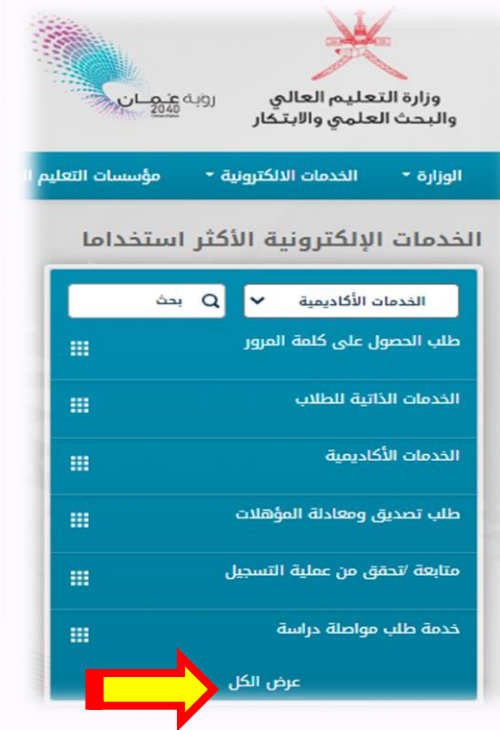 رؤية عُمان
2040
وزارة التعليم العالي
والبحث العلمي والابتكار
الوزارة
الخدمات الالكترونية
مؤسسات التعليم
الخدمات الإلكترونية الأكثر استخداما
الخدمات الأكاديمية
بحث
طلب الحصول على كلمة المرور
الخدمات الذاتية للطلاب
الخدمات الأكاديمية
طلب تصديق ومعادلة المؤهلات
متابعة /تحقق من عملية التسجيل
خدمة طلب مواصلة دراسة
عرض الكل